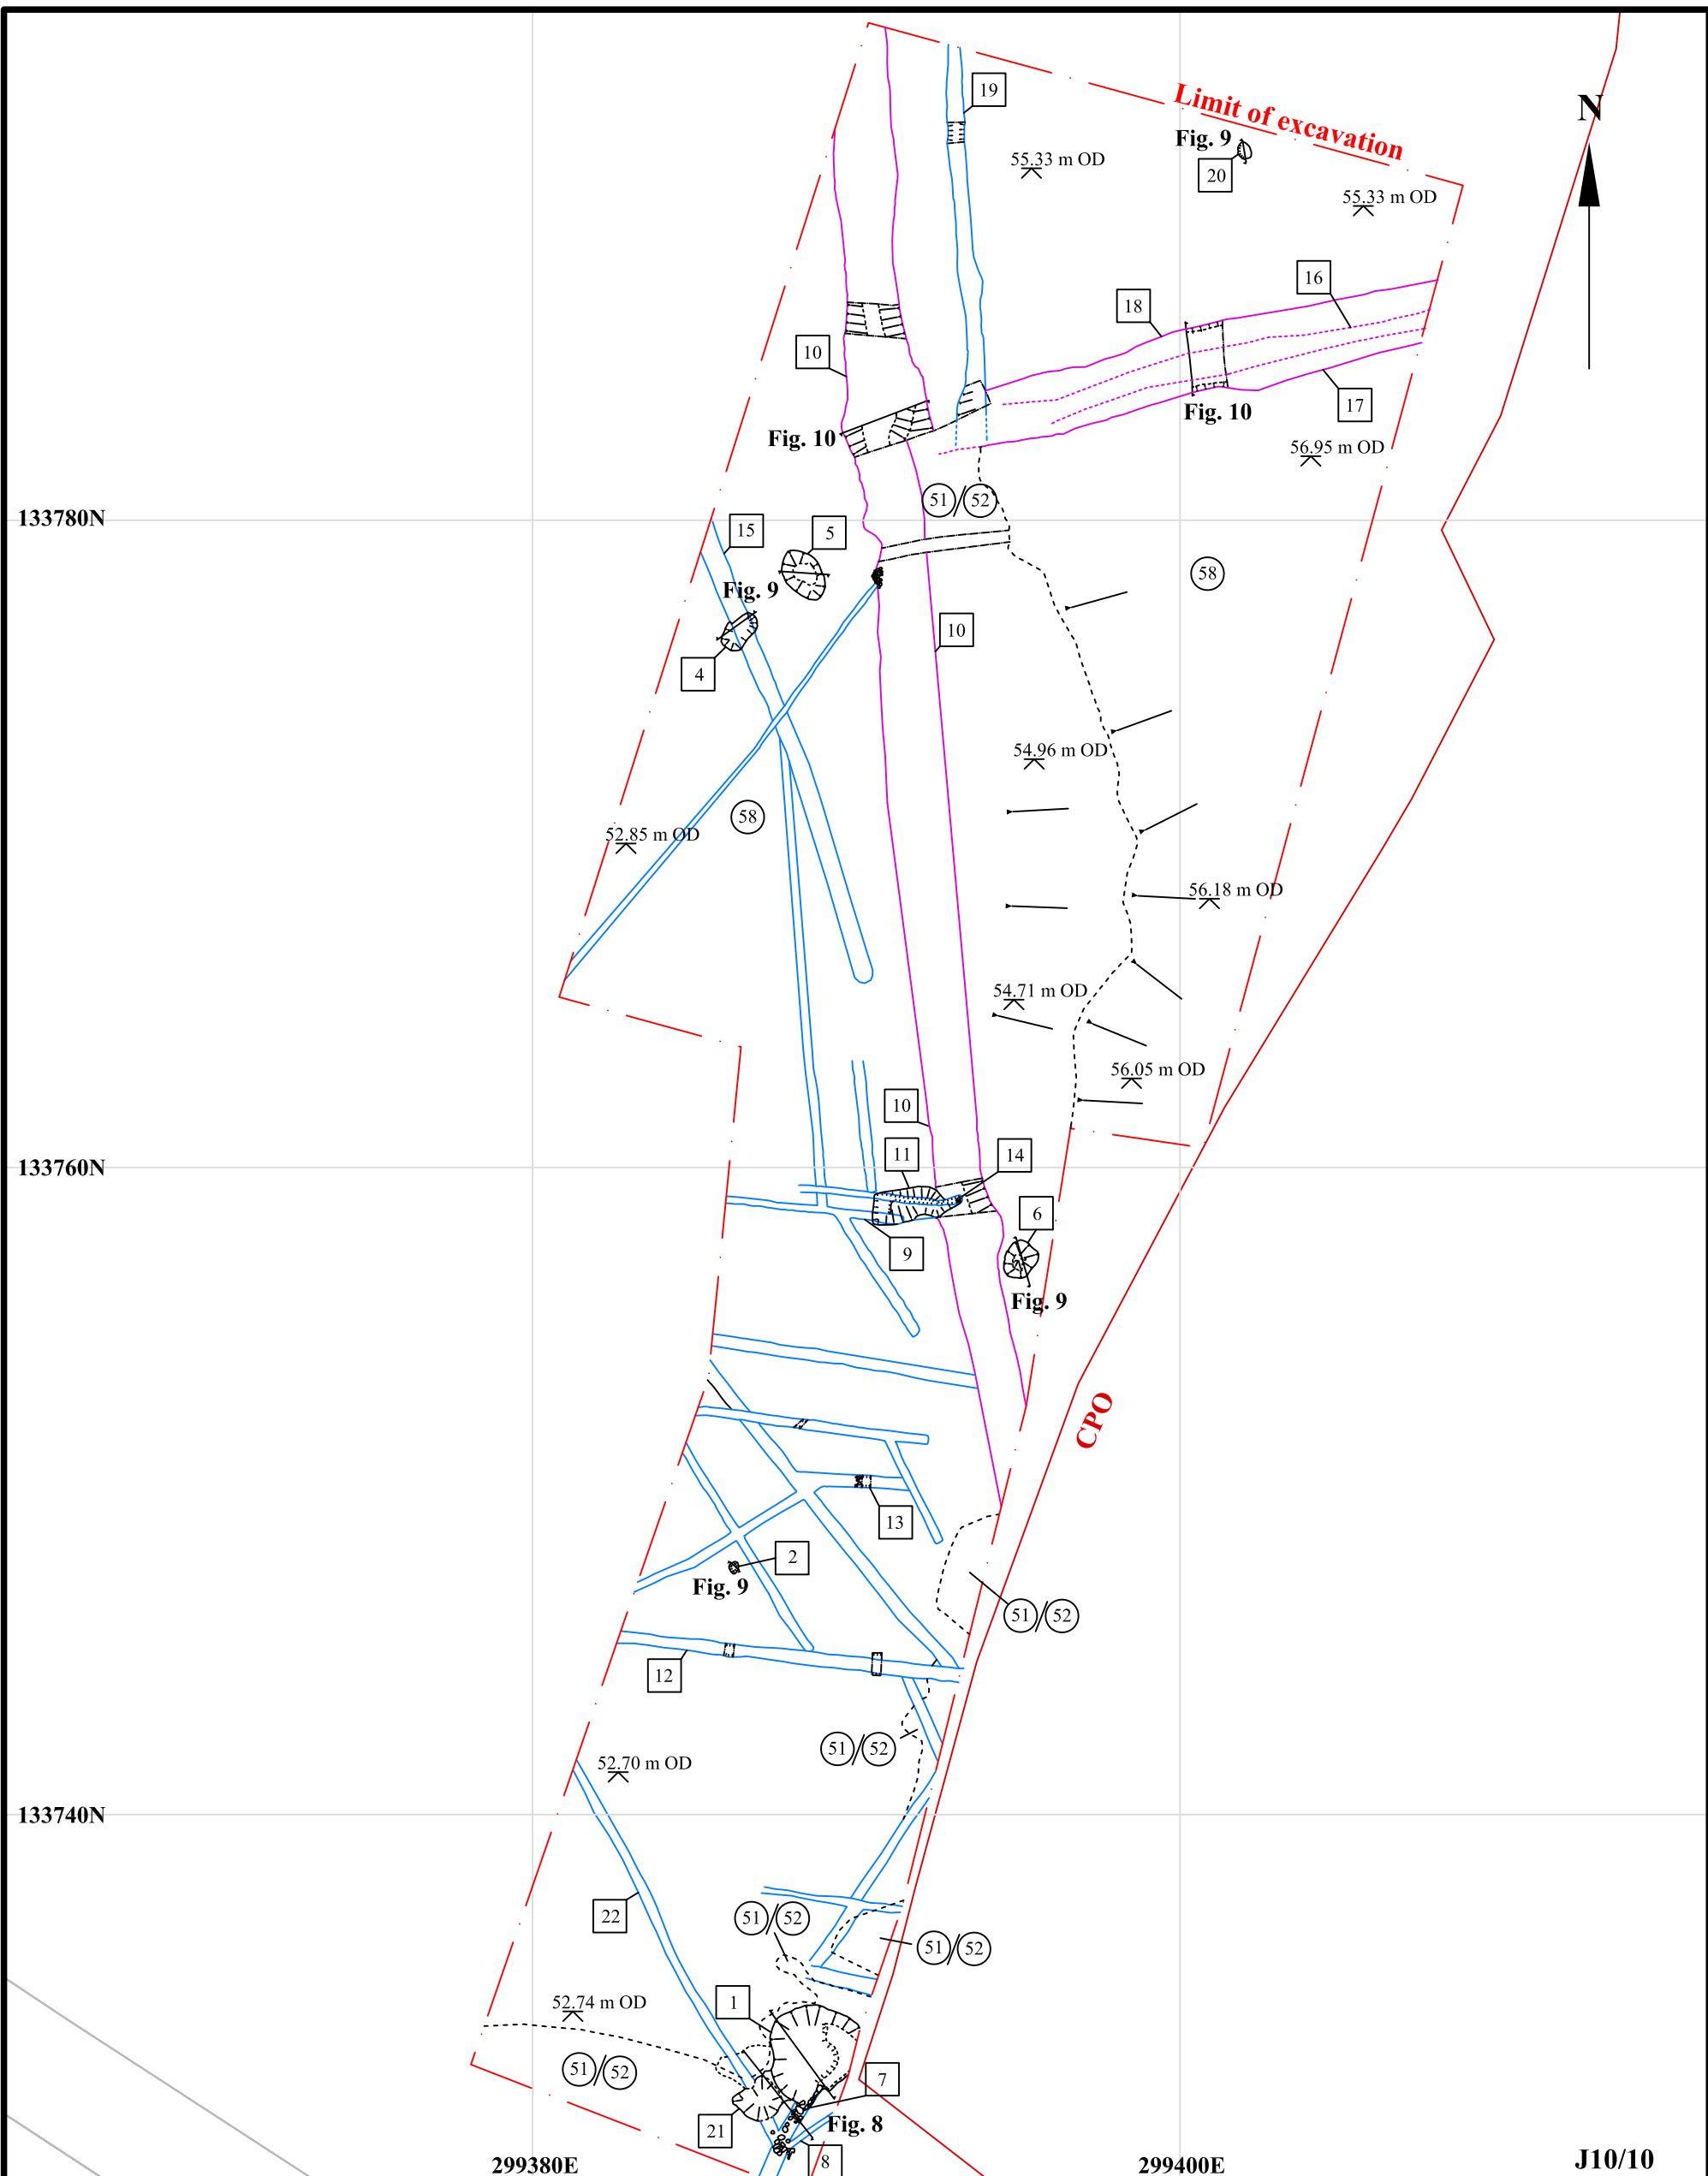 19
Limit of excavation
N
Fig. 9
20
55.33 m OD
55.33 m OD
16
18
10
17
Fig. 10
Fig. 10
56.95 m OD
51/52
133780N
15
5
58
Fig. 9
10
4
54.96 m OD
58
52.85 m OD
56.18 m OD
54.71 m OD
56.05 m OD
10
11
14
133760N
6
9
Fig. 9
CPO
13
2
Fig. 9
51/52
12
51/52
52.70 m OD
133740N
22
51/52
51/52
1
52.74 m OD
51/52
7
21
Fig. 8
8
299380E
299400E
J10/10